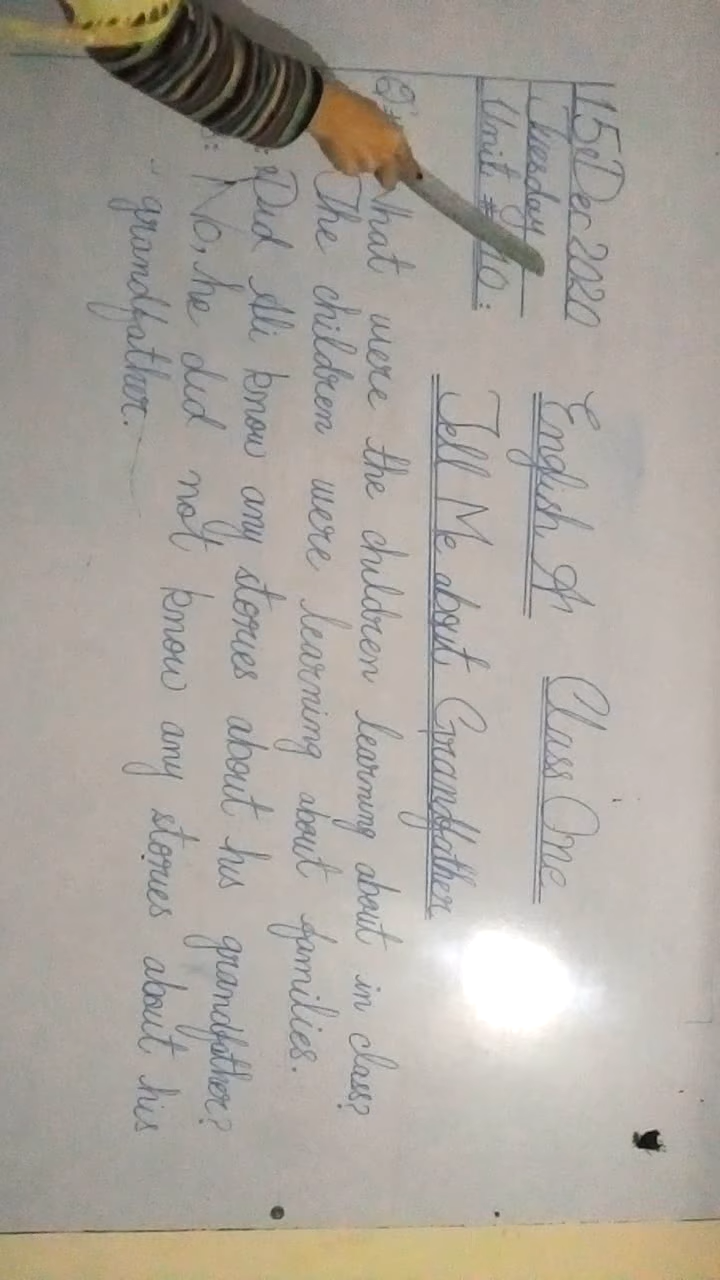 15 Dec 2020 English A Class One
Tuesday
Unit # 10: Tell Me about Grandfather
were the children learning about in class?
The children were learning about families.
Did Ali know any stories about his grandfather?
No, he did not know any stories about his
grandfather.